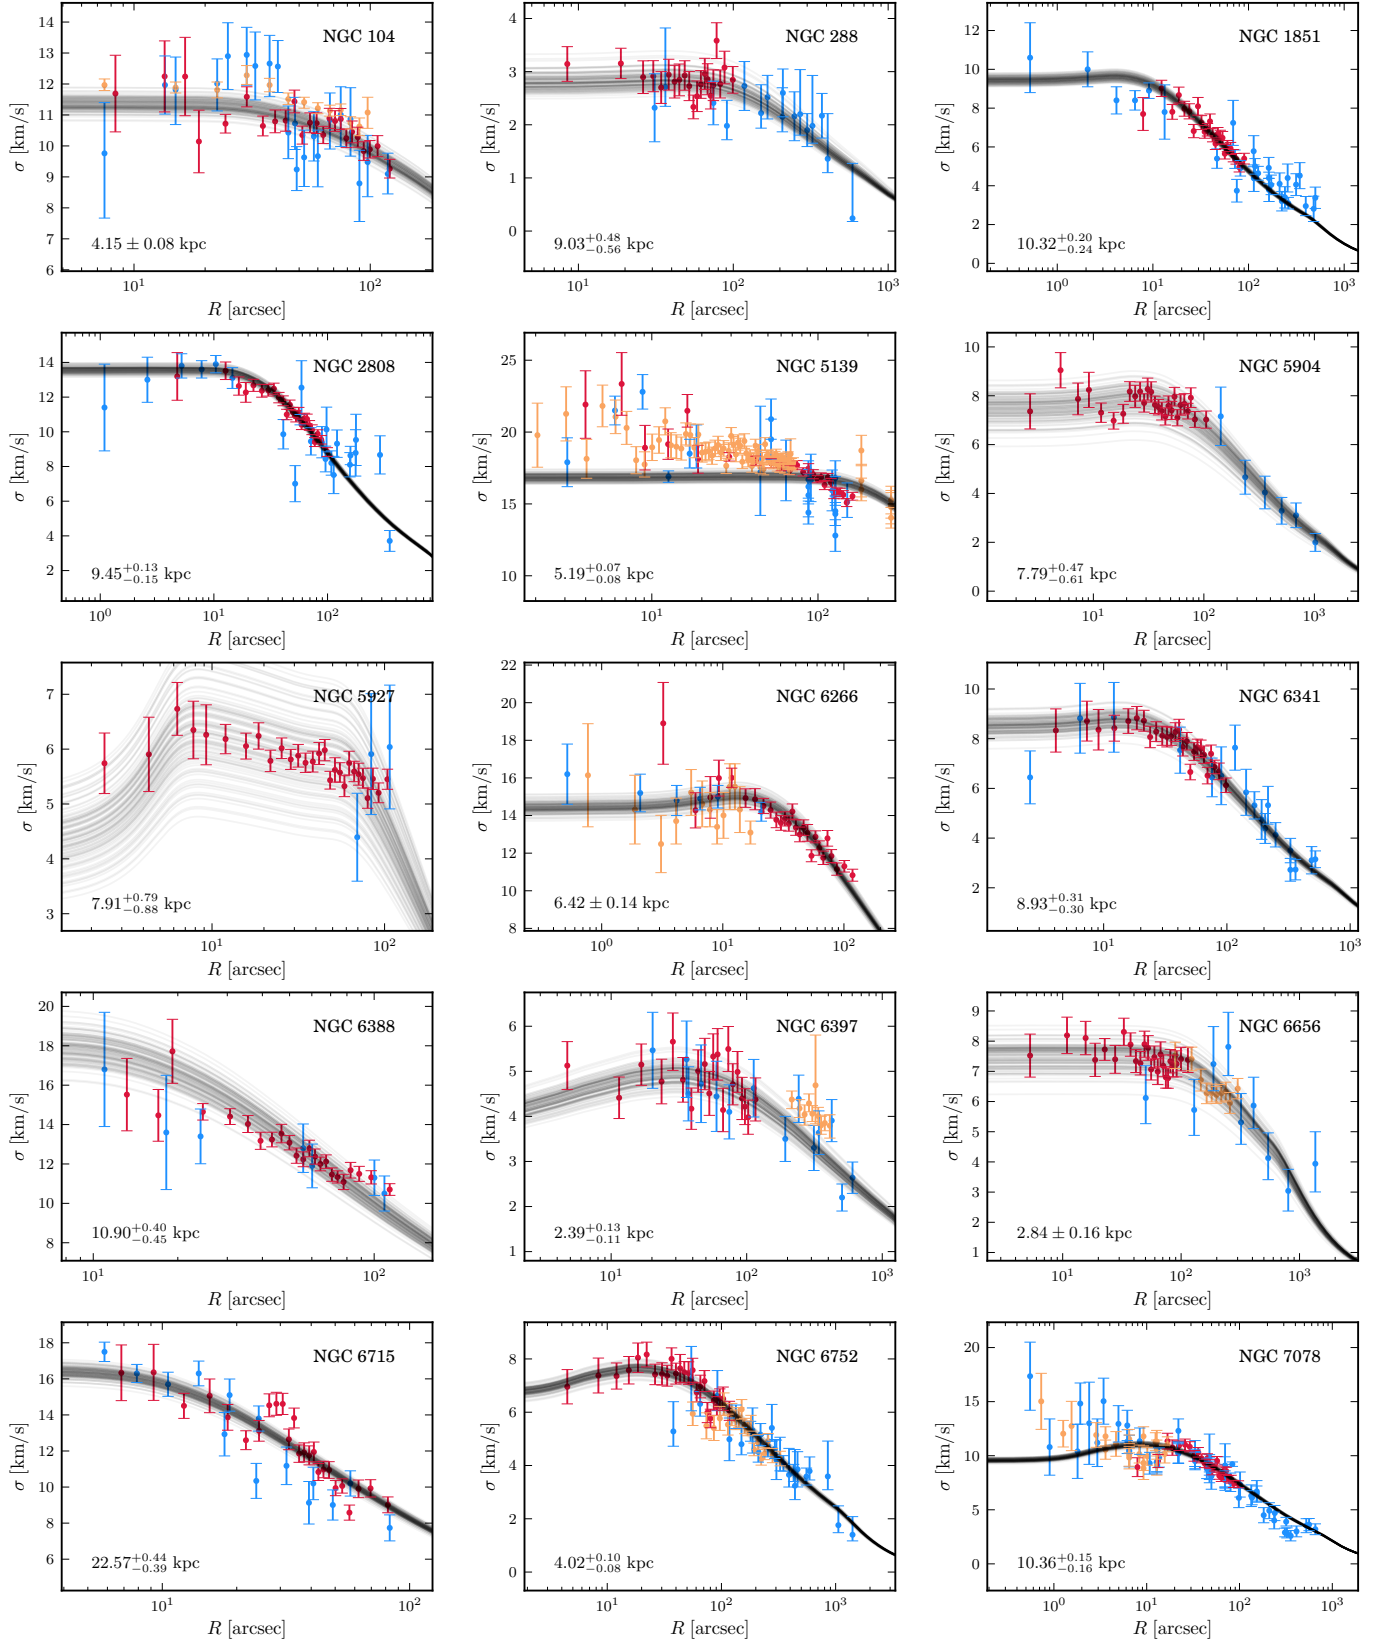 NGC 104
14
13
12
11
10
9
8
7
6
σ [km/s]
4.15 ± 0.08 kpc
10¹
10²
R [arcsec]
NGC 288
4
3
2
1
0
σ [km/s]
9.03 +0.48 −0.56 kpc
10¹
10²
10³
R [arcsec]
NGC 1851
12
10
8
6
4
2
0
σ [km/s]
10.32 +0.20 −0.24 kpc
10⁰
10¹
10²
10³
R [arcsec]
NGC 2808
14
12
10
8
6
4
2
σ [km/s]
9.45 +0.13 −0.15 kpc
10⁰
10¹
10²
R [arcsec]
NGC 5139
25
20
15
10
σ [km/s]
5.19 +0.07 −0.08 kpc
10¹
10²
R [arcsec]
NGC 5904
10
8
6
4
2
0
σ [km/s]
7.79 +0.47 −0.61 kpc
10¹
10²
10³
R [arcsec]
NGC 5927
7
6
5
4
3
σ [km/s]
7.91 +0.79 −0.88 kpc
10¹
10²
R [arcsec]
NGC 6266
22
20
18
16
14
12
10
8
σ [km/s]
6.42 ± 0.14 kpc
10⁰
10¹
10²
R [arcsec]
NGC 6341
10
8
6
4
2
σ [km/s]
8.93 +0.31 −0.30 kpc
10¹
10²
10³
R [arcsec]
NGC 6388
20
18
16
14
12
10
8
σ [km/s]
10.90 +0.40 −0.45 kpc
10¹
10²
R [arcsec]
NGC 6397
6
5
4
3
2
1
σ [km/s]
2.39 +0.13 −0.11 kpc
10¹
10²
10³
R [arcsec]
NGC 6656
9
8
7
6
5
4
3
2
1
σ [km/s]
2.84 ± 0.16 kpc
10¹
10²
10³
R [arcsec]
NGC 6715
18
16
14
12
10
8
6
σ [km/s]
22.57 +0.44 −0.39 kpc
10¹
10²
R [arcsec]
NGC 6752
8
6
4
2
0
σ [km/s]
4.02 +0.10 −0.08 kpc
10¹
10²
10³
R [arcsec]
NGC 7078
20
15
10
5
0
σ [km/s]
10.36 +0.15 −0.16 kpc
10⁰
10¹
10²
10³
R [arcsec]